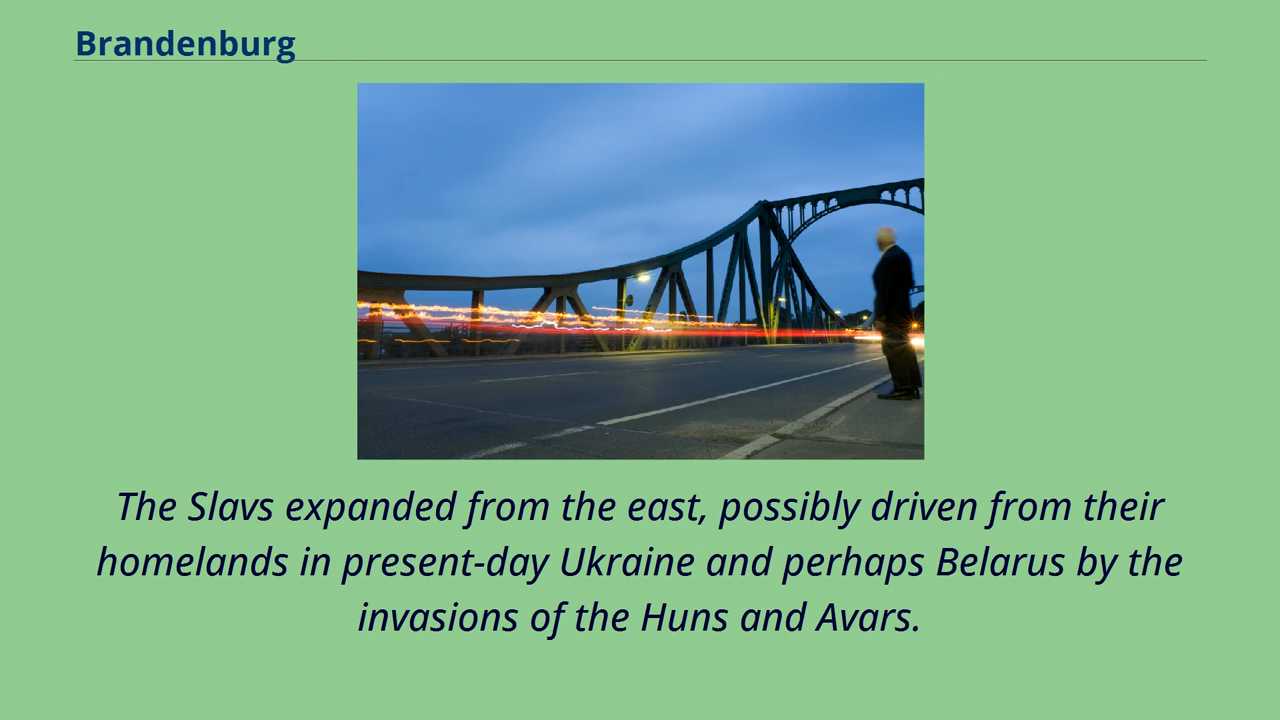 Brandenburg
The Slavs expanded from the east, possibly driven from their
homelands in present-day Ukraine and perhaps Belarus by the
invasions of the Huns and Avars.